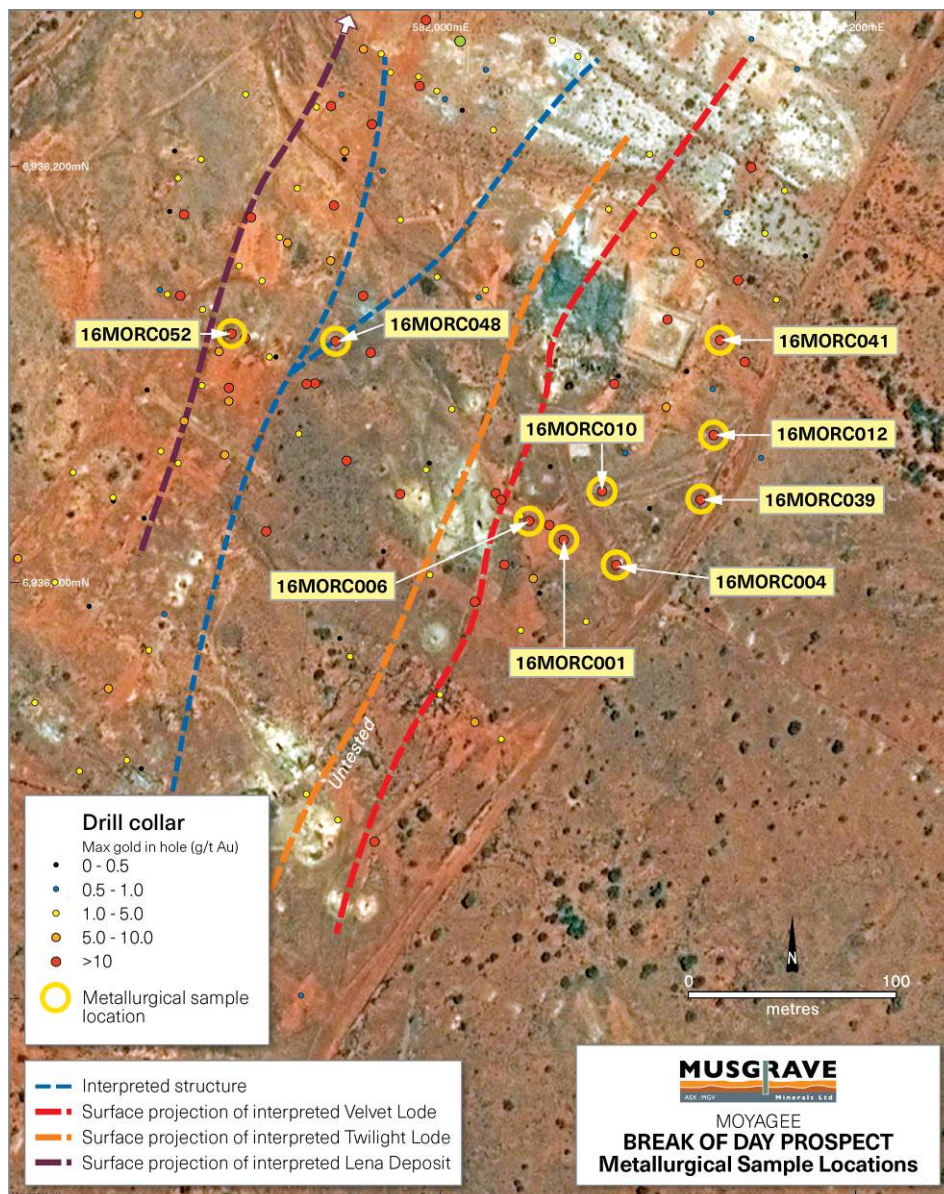 582,000mE
6,936,200mN
16MORC052
16MORC048
16MORC041
16MORC010
16MORC012
16MORC039
16MORC006
16MORC004
16MORC001
Untested
Drill collar
Max gold in hole (g/t Au)
0 - 0.5
0.5 - 1.0
1.0 - 5.0
5.0 - 10.0
>10
Metallurgical sample
location
N
0 100
metres
Interpreted structure
Surface projection of interpreted Velvet Lode
Surface projection of interpreted Twilight Lode
Surface projection of interpreted Lena Deposit
MUSGRAVE
ASX: MGV Minerals Ltd
MOYAGEE
BREAK OF DAY PROSPECT
Metallurgical Sample Locations